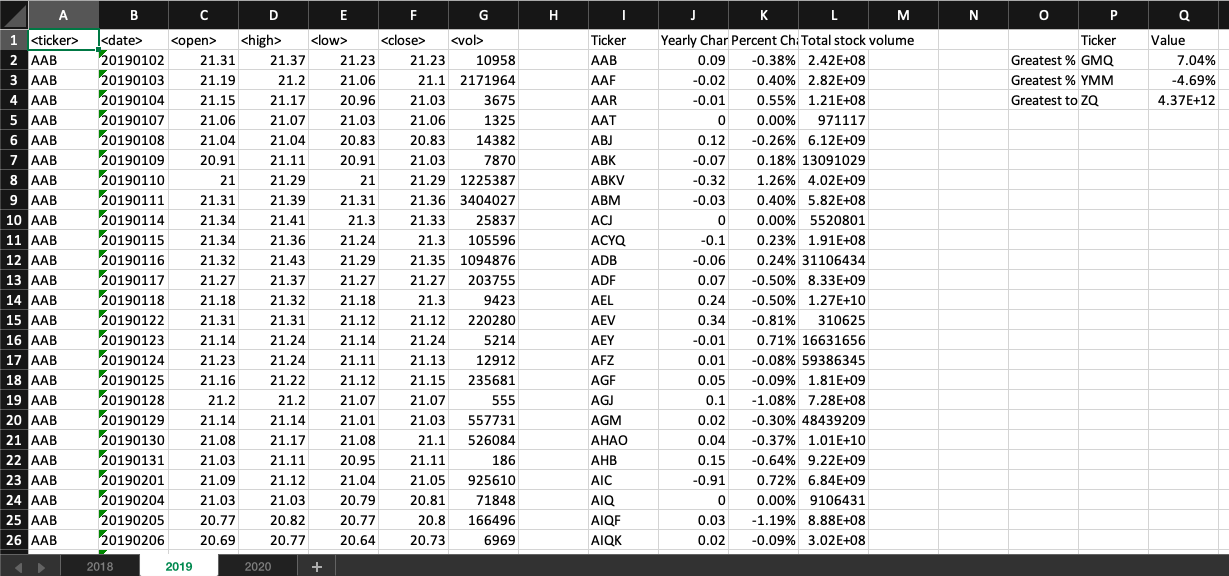 A B C D E F G H I J K L M N O P Q
1 <ticker> <date> <open> <high> <low> <close> <vol> Ticker Yearly Char Percent Cha Total stock volume Ticker Value
2 AAB 20190102 21.31 21.37 21.23 21.23 10958 AAB 0.09 -0.38% 2.42E+08 Greatest % GMQ 7.04%
3 AAB 20190103 21.19 21.2 21.06 21.1 2171964 AAF -0.02 0.40% 2.82E+09 Greatest % YMM -4.69%
4 AAB 20190104 21.15 21.17 20.96 21.03 3675 AAR -0.01 0.55% 1.21E+08 Greatest to ZQ 4.37E+12
5 AAB 20190107 21.06 21.07 21.03 21.06 1325 AAT 0 0.00% 971117
6 AAB 20190108 21.04 21.04 20.83 20.83 14382 ABJ 0.12 -0.26% 6.12E+09
7 AAB 20190109 20.91 21.11 20.91 21.03 7870 ABK -0.07 0.18% 13091029
8 AAB 20190110 21 21.29 21 21.29 1225387 ABKV -0.32 1.26% 4.02E+09
9 AAB 20190111 21.31 21.39 21.31 21.36 3404027 ABM -0.03 0.40% 5.82E+08
10 AAB 20190114 21.34 21.41 21.3 21.33 25837 ACJ 0 0.00% 5520801
11 AAB 20190115 21.34 21.36 21.24 21.3 105596 ACYQ -0.1 0.23% 1.91E+08
12 AAB 20190116 21.32 21.43 21.29 21.35 1094876 ADB -0.06 0.24% 31106434
13 AAB 20190117 21.27 21.37 21.27 21.27 203755 ADF 0.07 -0.50% 8.33E+09
14 AAB 20190118 21.18 21.32 21.18 21.3 9423 AEL 0.24 -0.50% 1.27E+10
15 AAB 20190122 21.31 21.31 21.12 21.12 220280 AEV 0.34 -0.81% 310625
16 AAB 20190123 21.14 21.24 21.14 21.24 5214 AEY -0.01 0.71% 16631656
17 AAB 20190124 21.23 21.24 21.11 21.13 12912 AFZ 0.01 -0.08% 59386345
18 AAB 20190125 21.16 21.22 21.12 21.15 235681 AGF 0.05 -0.09% 1.81E+09
19 AAB 20190128 21.2 21.2 21.07 21.07 555 AGJ 0.1 -1.08% 7.28E+08
20 AAB 20190129 21.14 21.14 21.01 21.03 557731 AGM 0.02 -0.30% 48439209
21 AAB 20190130 21.08 21.17 21.08 21.1 526084 AHAO 0.04 -0.37% 1.01E+10
22 AAB 20190131 21.03 21.11 20.95 21.11 186 AHB 0.15 -0.64% 9.22E+09
23 AAB 20190201 21.09 21.12 21.04 21.05 925610 AIC -0.91 0.72% 6.84E+09
24 AAB 20190204 21.03 21.03 20.79 20.81 71848 AIQ 0 0.00% 9106431
25 AAB 20190205 20.77 20.82 20.77 20.8 166496 AIQF 0.03 -1.19% 8.88E+08
26 AAB 20190206 20.69 20.77 20.64 20.73 6969 AIQK 0.02 -0.09% 3.02E+08
2018 2019 2020 +